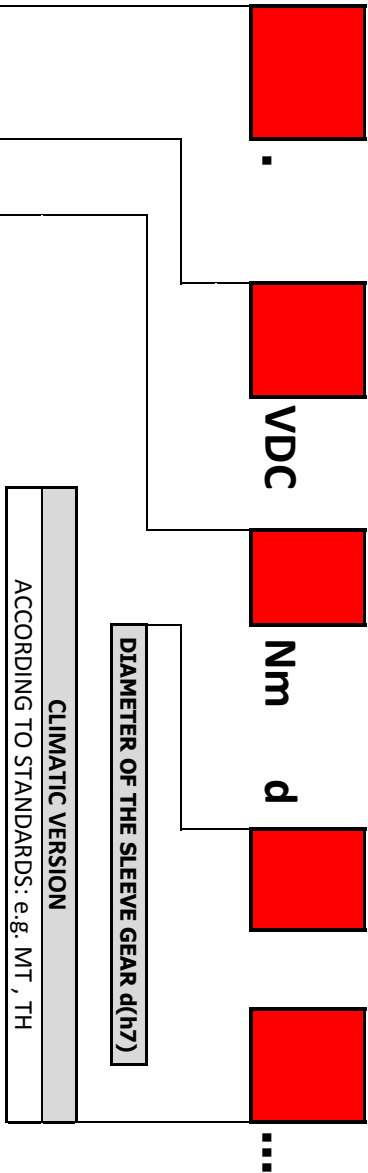 . VDC Nm d ...
DIAMETER OF THE SLEEVE GEAR d(h7)
CLIMATIC VERSION
ACCORDING TO STANDARDS: e.g. MT , TH